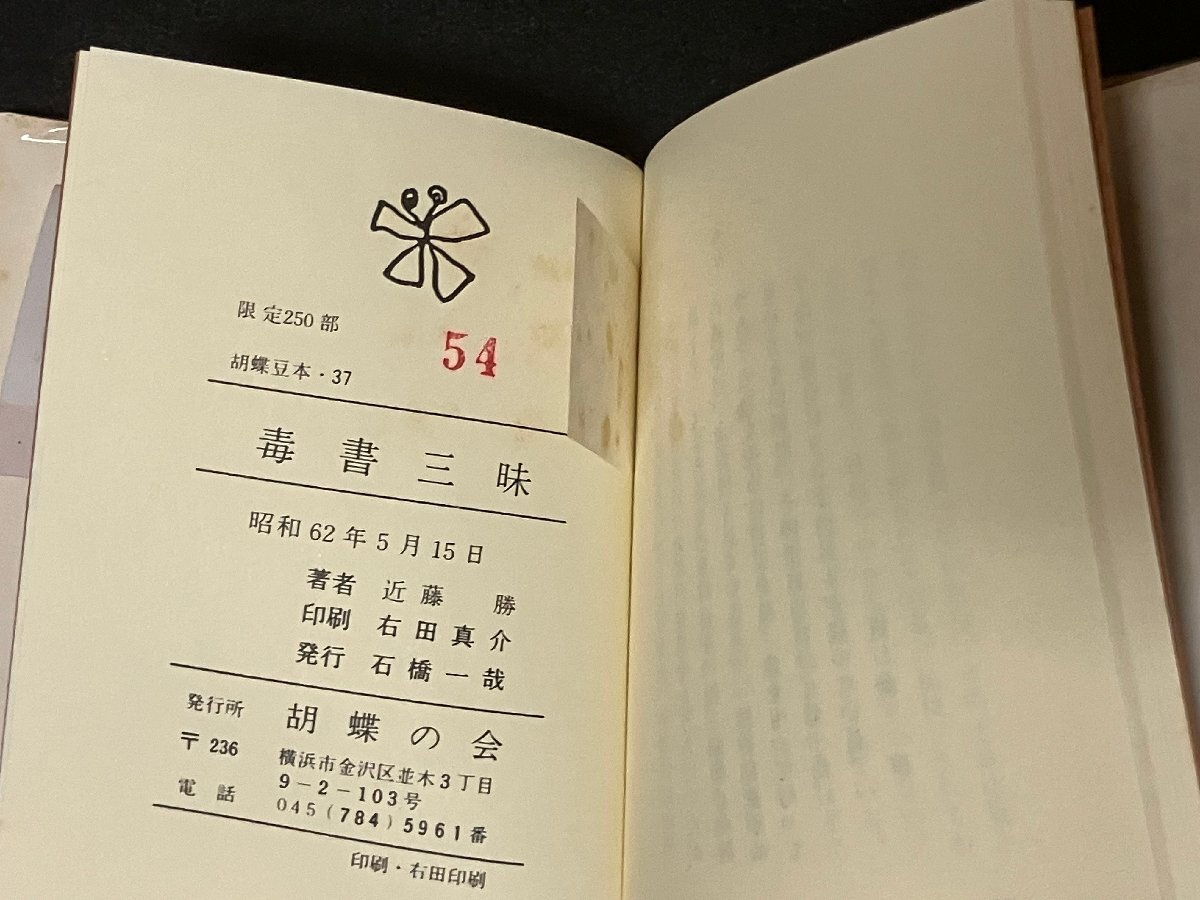 限定250部
54
胡蝶豆本・37
毒書三昧
昭和62年5月15日
著者 近藤 勝
印刷 右田真介
発行 石橋一哉
発行所 胡蝶の会
〒236 横浜市金沢区並木3丁目
9-2-103号
電話 045(784)5961番
印刷・右田印刷